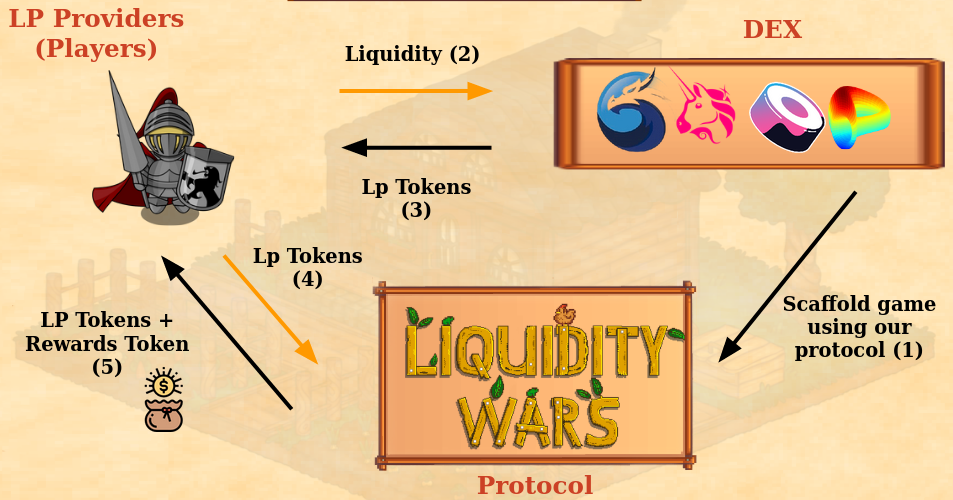 LP Providers
(Players)
DEX
Liquidity (2)
Lp Tokens
(3)
Lp Tokens
(4)
Scaffold game
using our
protocol (1)
LP Tokens +
Rewards Token
(5)
$
LIQUIDITY
WARS
Protocol